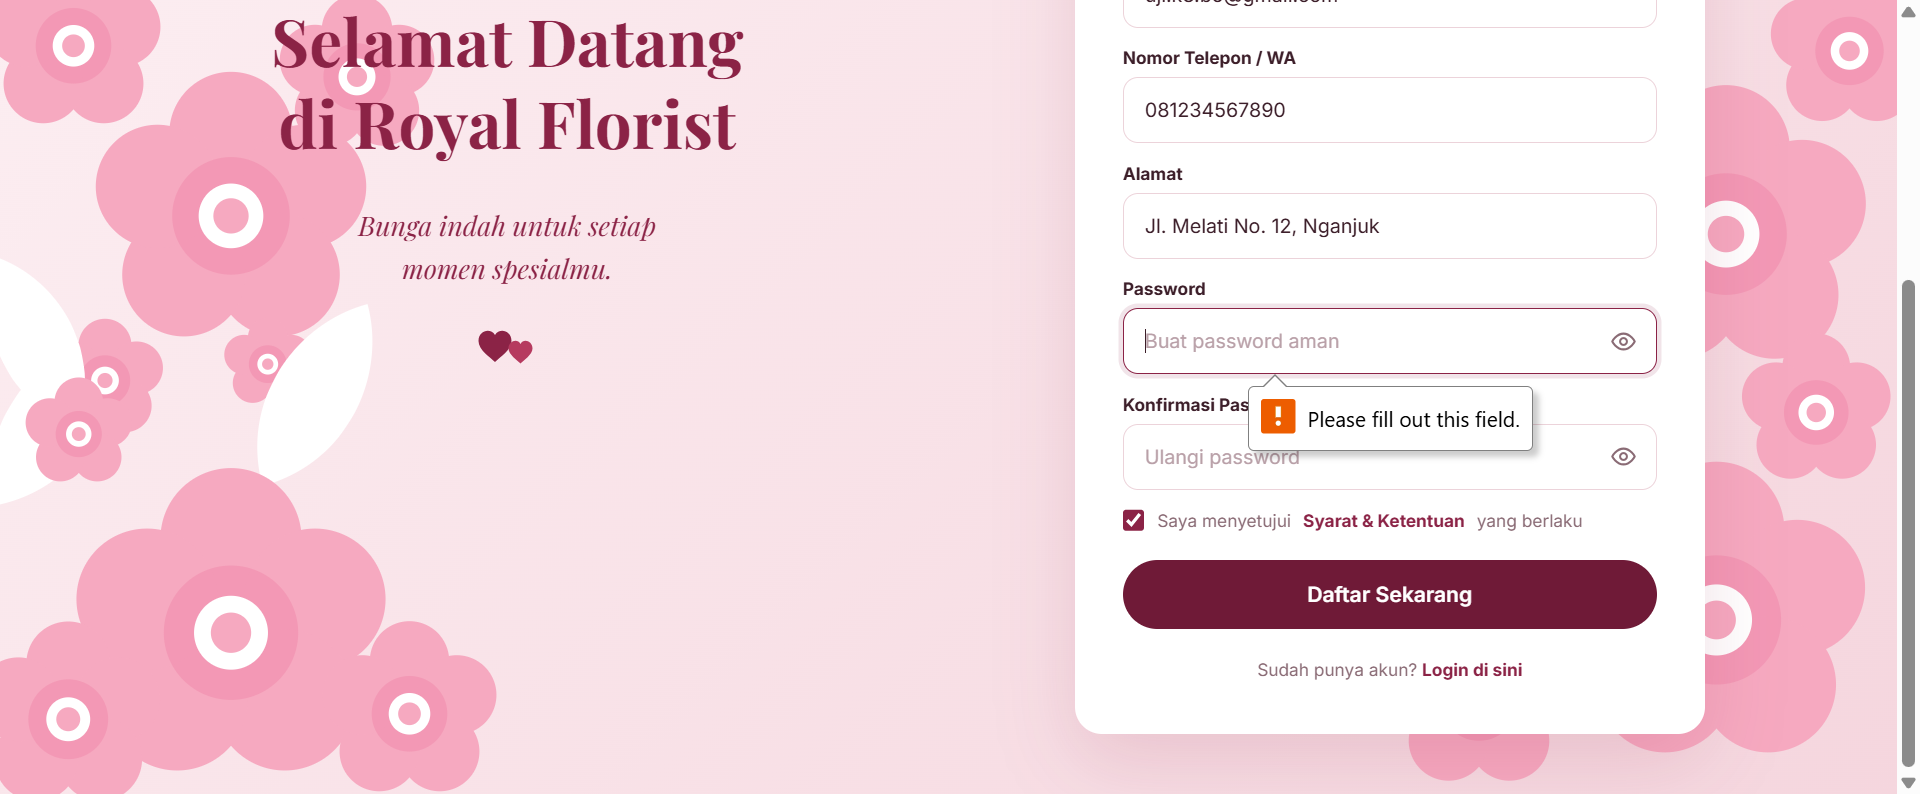 Selamat Datang
di Royal Florist
Bunga indah untuk setiap
momen spesialmu.
Nomor Telepon / WA
081234567890
Alamat
Jl. Melati No. 12, Nganjuk
Password
Buat password aman
Please fill out this field.
Konfirmasi
Ulangi password
Saya menyetujui Syarat & Ketentuan yang berlaku
Daftar Sekarang
Sudah punya akun? Login di sini